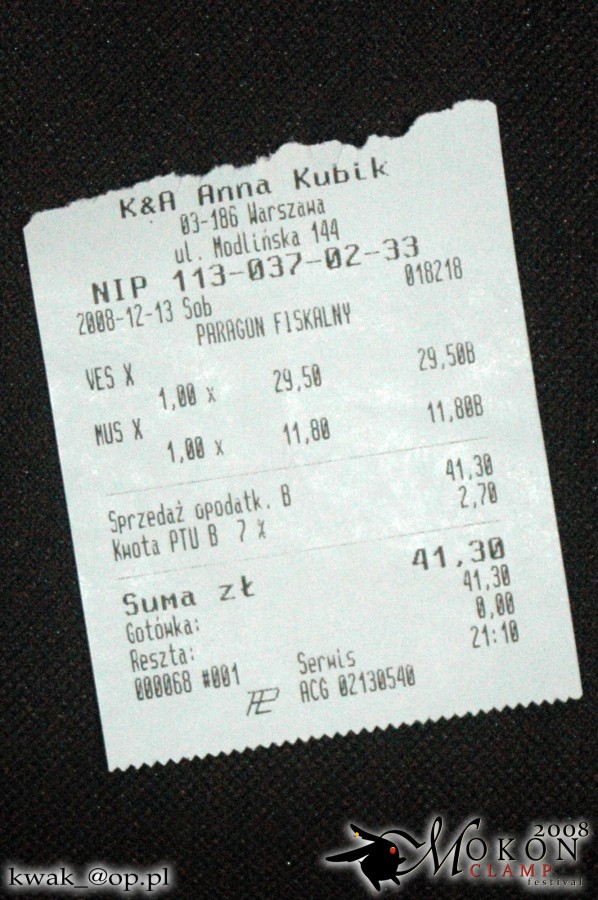 K&A Anna Kubik
03-186 Warszawa
ul. Modlińska 144
NIP 113-037-02-33
2008-12-13 Sob 018218
PARAGON FISKALNY
VES X
1,00 x 29,50 29,50B
MUS X
1,00 x 11,80 11,80B
Sprzedaż opodatk. B 41,30
Kwota PTU B 7 % 2,70
Suma zł 41,30
Gotówka: 41,30
Reszta: 0,00
000068 #001 Serwis 21:10
ACG 02130540
kwak_@op.pl
2008
MOKON
CLAMP
festival